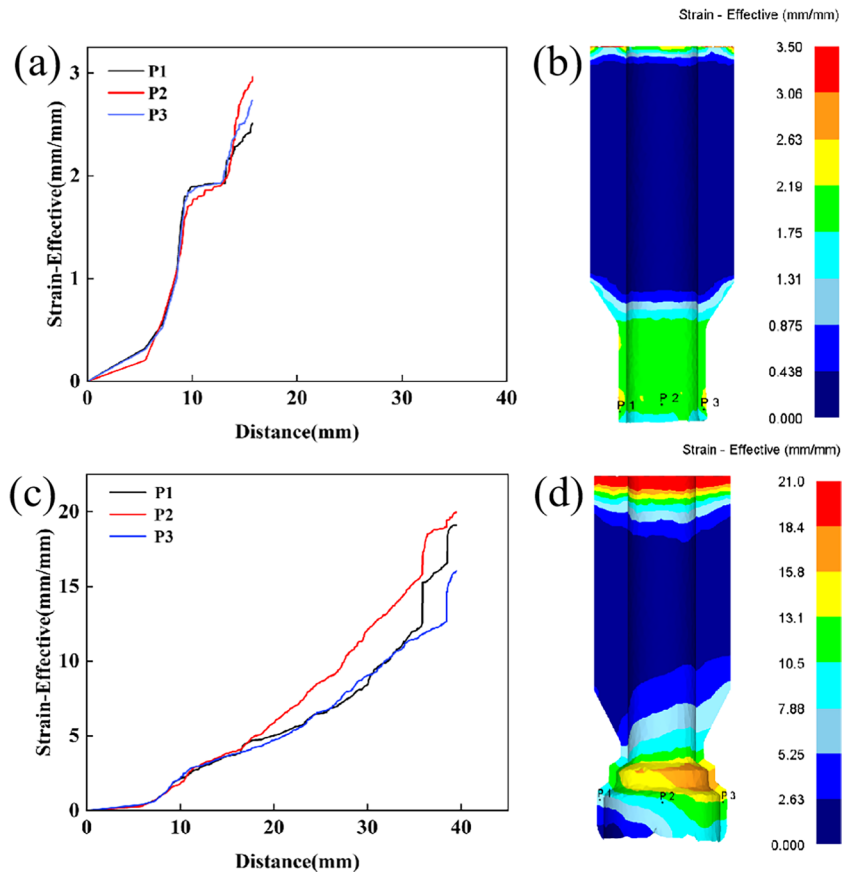 Strain - Effective (mm/mm)
(a)
P1
P2
P3
3
2
1
0
Strain-Effective(mm/mm)
0
10
20
30
40
Distance(mm)
(b)
3.50
3.06
2.63
2.19
1.75
1.31
0.875
0.438
0.000
P 1
P 2
P 3
Strain - Effective (mm/mm)
(c)
P1
P2
P3
20
15
10
5
0
Strain-Effective(mm/mm)
0
10
20
30
40
Distance(mm)
(d)
21.0
18.4
15.8
13.1
10.5
7.88
5.25
2.63
0.000
P 1
P 2
P 3